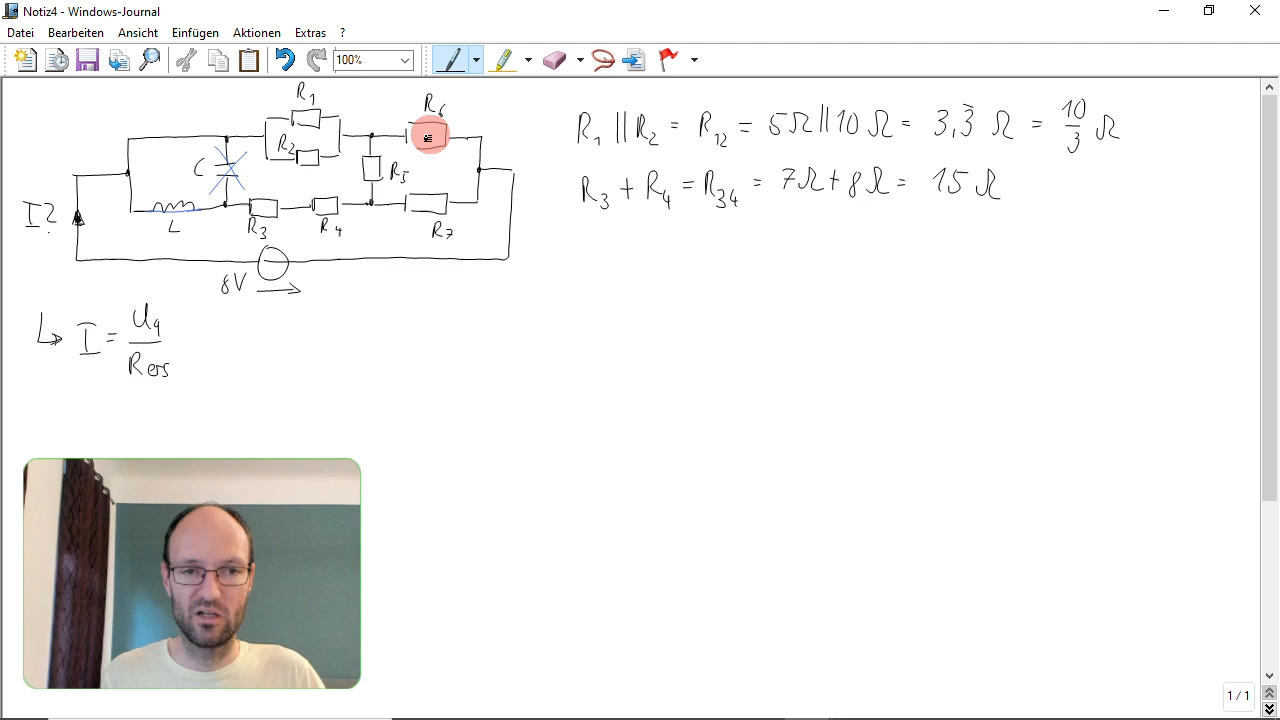 Notiz4 - Windows-Journal
Datei Bearbeiten Ansicht Einfügen Aktionen Extras ?
100%
R1
R6
R2
C
R5
I?
L
R3
R4
R7
8V
R1 || R2 = R12 = 5Ω || 10 Ω = 3,3̄ Ω = 10/3 Ω
R3 + R4 = R34 = 7Ω + 8Ω = 15 Ω
↳ I = Uq / Rers
1 / 1